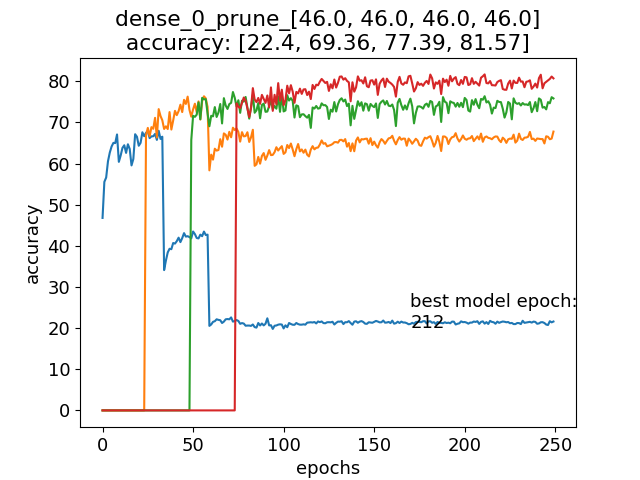 dense_0_prune_[46.0, 46.0, 46.0, 46.0]
accuracy: [22.4, 69.36, 77.39, 81.57]
80
70
60
50
40
30
20
10
0
accuracy
best model epoch:
212
0 50 100 150 200 250
epochs